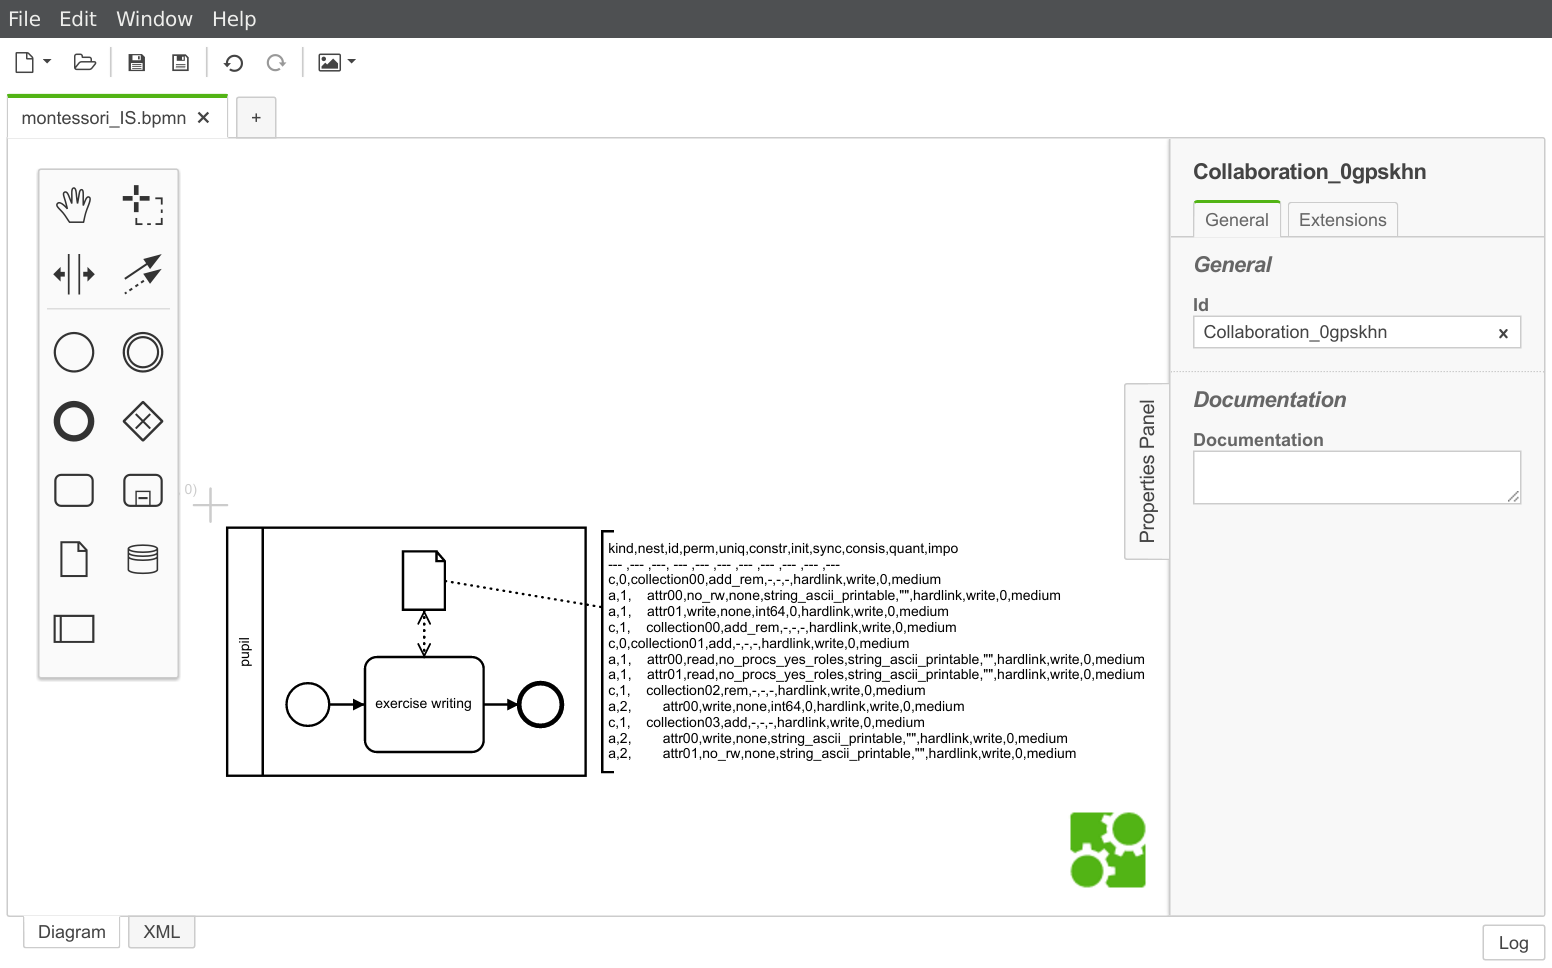 File Edit Window Help
montessori_IS.bpmn ✕ +
Collaboration_0gpskhn
General Extensions
General
Id
Collaboration_0gpskhn x
Documentation
Documentation
Properties Panel
0)
pupil
exercise writing
kind,nest,id,perm,uniq,constr,init,sync,consis,quant,impo
--- ,--- ,---, --- ,--- ,--- ,--- ,--- ,--- ,--- ,---
c,0,collection00,add_rem,-,-,-,hardlink,write,0,medium
a,1,    attr00,no_rw,none,string_ascii_printable,"",hardlink,write,0,medium
a,1,    attr01,write,none,int64,0,hardlink,write,0,medium
c,1,    collection00,add_rem,-,-,-,hardlink,write,0,medium
c,0,collection01,add,-,-,-,hardlink,write,0,medium
a,1,    attr00,read,no_procs_yes_roles,string_ascii_printable,"",hardlink,write,0,medium
a,1,    attr01,read,no_procs_yes_roles,string_ascii_printable,"",hardlink,write,0,medium
c,1,    collection02,rem,-,-,-,hardlink,write,0,medium
a,2,        attr00,write,none,int64,0,hardlink,write,0,medium
c,1,    collection03,add,-,-,-,hardlink,write,0,medium
a,2,        attr00,write,none,string_ascii_printable,"",hardlink,write,0,medium
a,2,        attr01,no_rw,none,string_ascii_printable,"",hardlink,write,0,medium
Diagram XML
Log